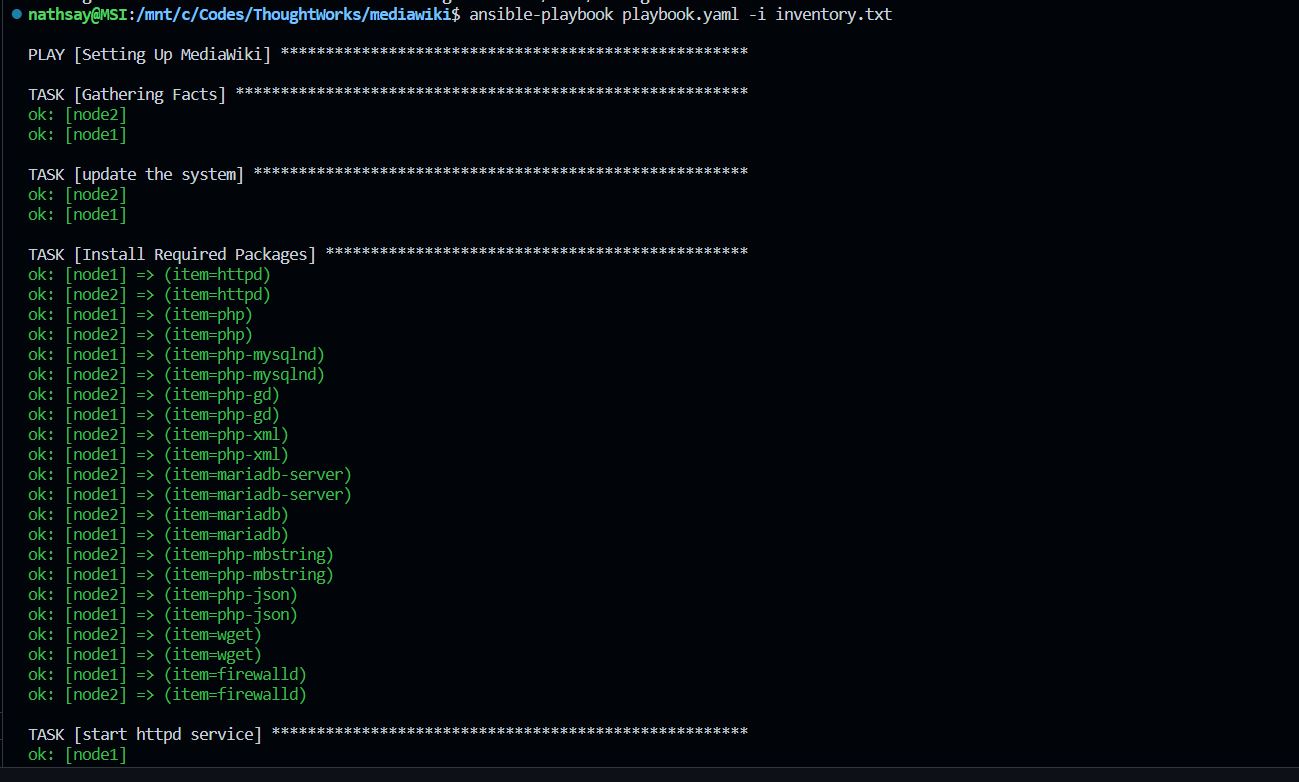 nathsay@MSI:/mnt/c/Codes/ThoughtWorks/mediawiki$ ansible-playbook playbook.yaml -i inventory.txt
PLAY [Setting Up MediaWiki] ****************************************************
TASK [Gathering Facts] *********************************************************
ok: [node2]
ok: [node1]
TASK [update the system] *******************************************************
ok: [node2]
ok: [node1]
TASK [Install Required Packages] ***********************************************
ok: [node1] => (item=httpd)
ok: [node2] => (item=httpd)
ok: [node1] => (item=php)
ok: [node2] => (item=php)
ok: [node1] => (item=php-mysqlnd)
ok: [node2] => (item=php-mysqlnd)
ok: [node2] => (item=php-gd)
ok: [node1] => (item=php-gd)
ok: [node2] => (item=php-xml)
ok: [node1] => (item=php-xml)
ok: [node2] => (item=mariadb-server)
ok: [node1] => (item=mariadb-server)
ok: [node2] => (item=mariadb)
ok: [node1] => (item=mariadb)
ok: [node2] => (item=php-mbstring)
ok: [node1] => (item=php-mbstring)
ok: [node2] => (item=php-json)
ok: [node1] => (item=php-json)
ok: [node2] => (item=wget)
ok: [node1] => (item=wget)
ok: [node1] => (item=firewalld)
ok: [node2] => (item=firewalld)
TASK [start httpd service] *****************************************************
ok: [node1]